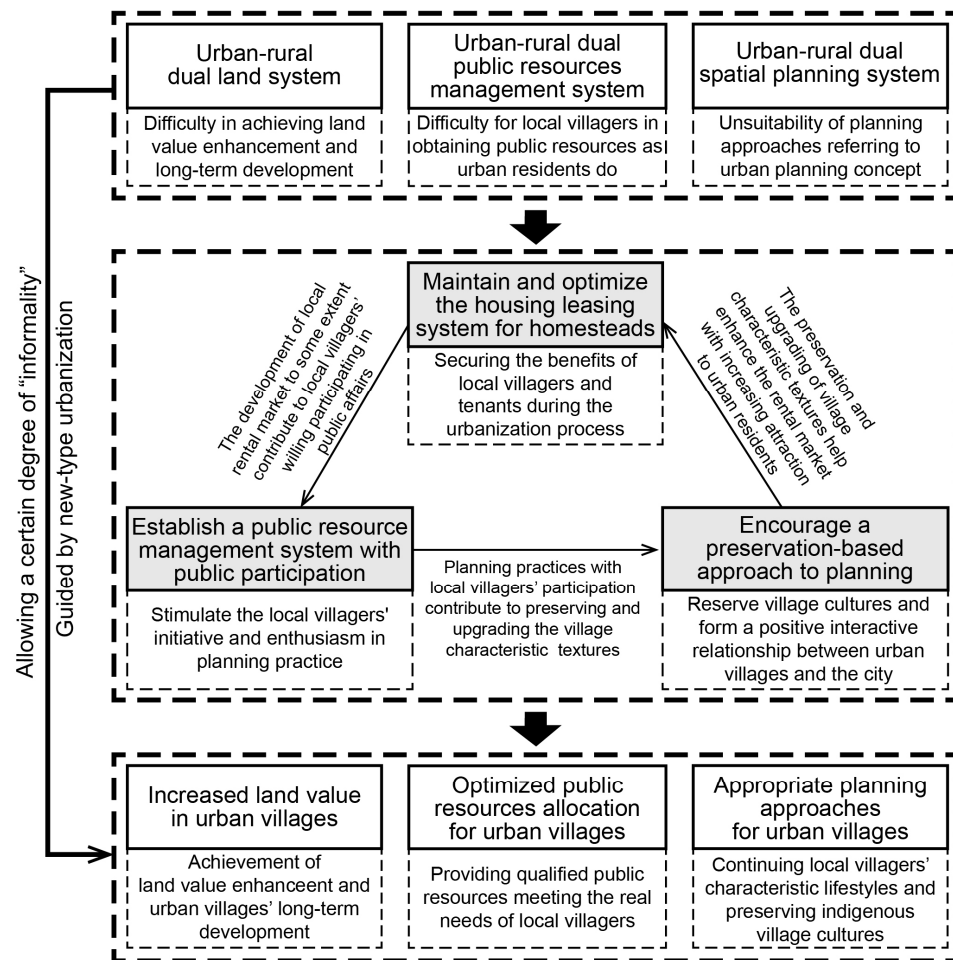 Urban-rural
dual land system
Difficulty in achieving land
value enhancement and
long-term development
Urban-rural dual
public resources
management system
Difficulty for local villagers in
obtaining public resources as
urban residents do
Urban-rural dual
spatial planning system
Unsuitability of planning
approaches referring to
urban planning concept
Allowing a certain degree of “informality”
Guided by new-type urbanization
Maintain and optimize
the housing leasing
system for homesteads
Securing the benefits of
local villagers and
tenants during the
urbanization process
The development of local
rental market to some extent
contribute to local villagers’
willing participating in
public affairs
The preservation and
upgrading of village
characteristic textures help
enhance the rental market
with increasing attraction
to urban residents
Establish a public resource
management system with
public participation
Stimulate the local villagers'
initiative and enthusiasm in
planning practice
Planning practices with
local villagers’ participation
contribute to preserving and
upgrading the village
characteristic textures
Encourage a
preservation-based
approach to planning
Reserve village cultures and
form a positive interactive
relationship between urban
villages and the city
Increased land value
in urban villages
Achievement of
land value enhanceent and
urban villages’ long-term
development
Optimized public
resources allocation
for urban villages
Providing qualified public
resources meeting the real
needs of local villagers
Appropriate planning
approaches
for urban villages
Continuing local villagers’
characteristic lifestyles and
preserving indigenous
village cultures